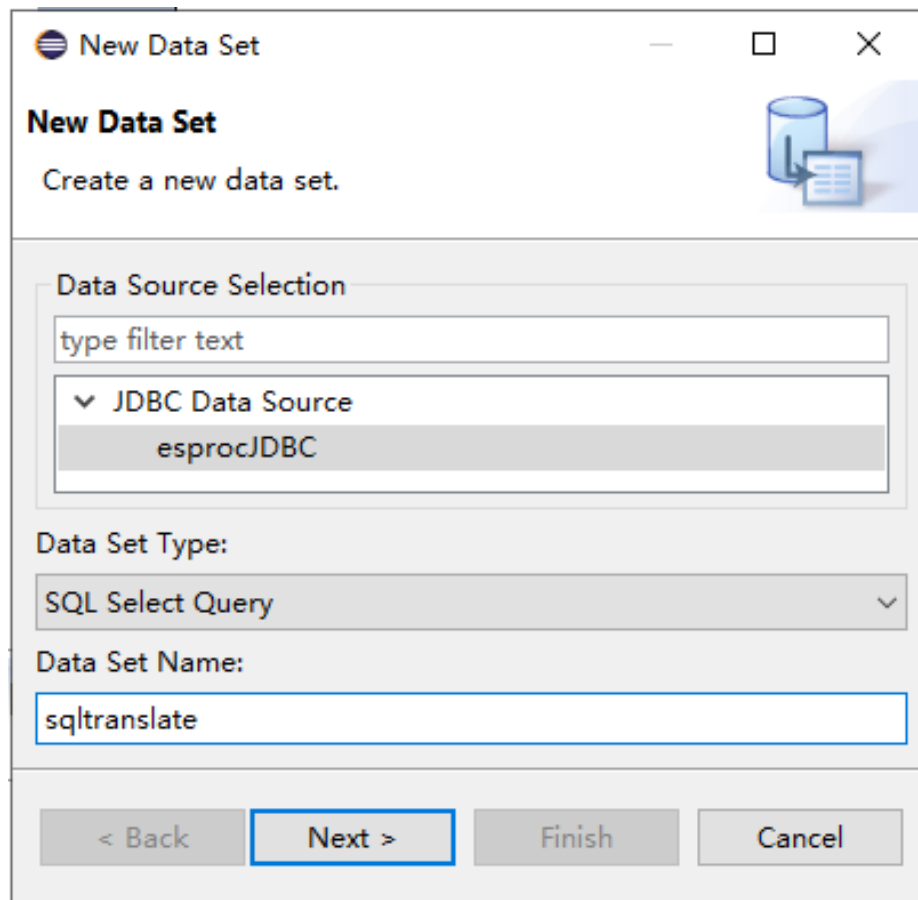 New Data Set
New Data Set
Create a new data set.
Data Source Selection
type filter text
JDBC Data Source
esprocJDBC
Data Set Type:
SQL Select Query
Data Set Name:
sqltranslate
< Back Next > Finish Cancel